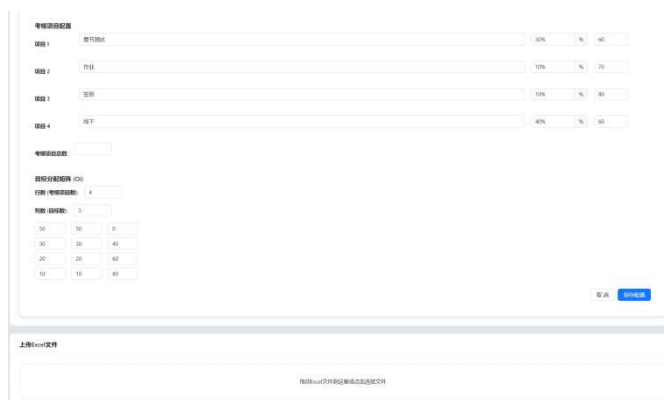 考核项目配置
项目 1 章节测试 30% % 60
项目 2 作业 10% % 70
项目 3 签到 10% % 80
项目 4 线下 40% % 60
考核项目总数
目标分配矩阵 (Oi)
行数 (考核项目数) 4
列数 (目标数) 3
50 50 0
30 30 40
20 20 60
10 10 80
取 消 保存配置
上传Excel文件
拖动Excel文件到这里或点击选择文件